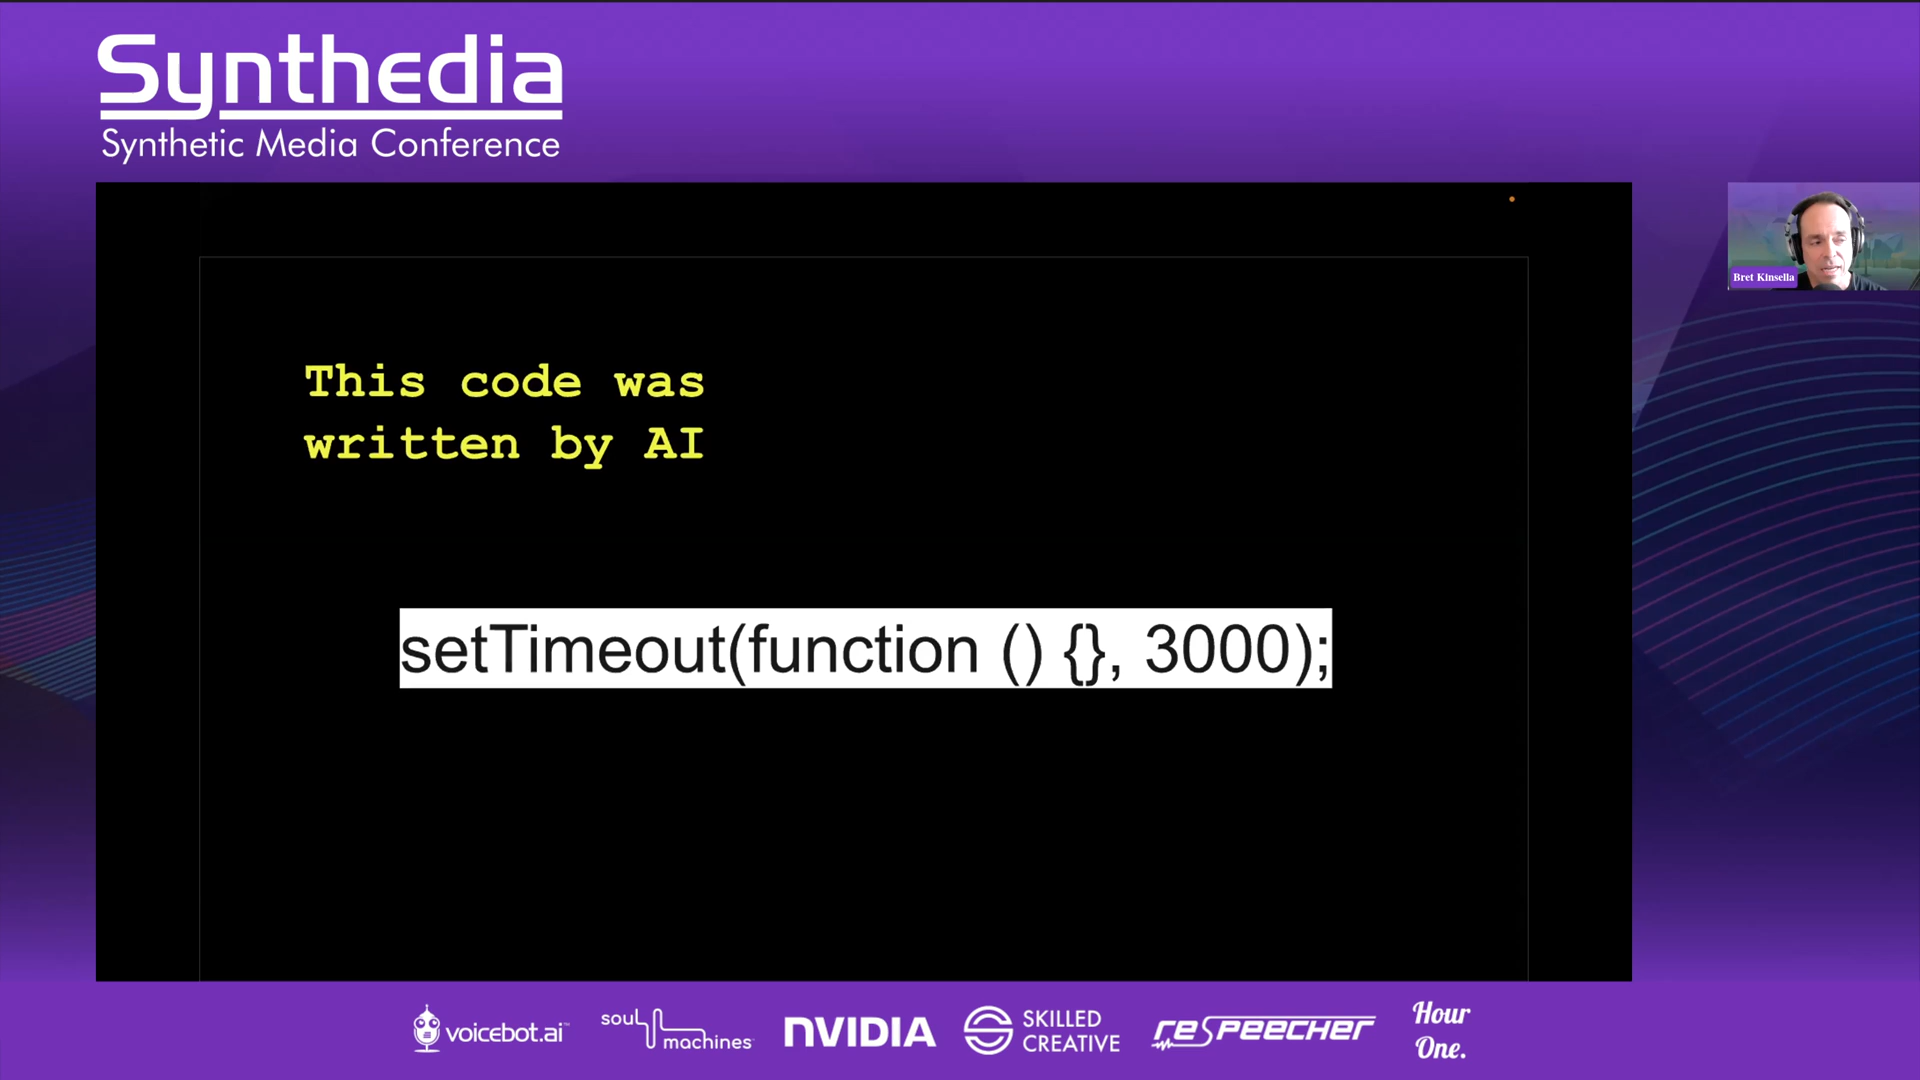 Synthedia
Synthetic Media Conference
Bret Kinsella
This code was
written by AI
setTimeout(function () {}, 3000);
voicebot.ai™
soul machines
NVIDIA
SKILLED
CREATIVE
reSpeecher
Hour
One.